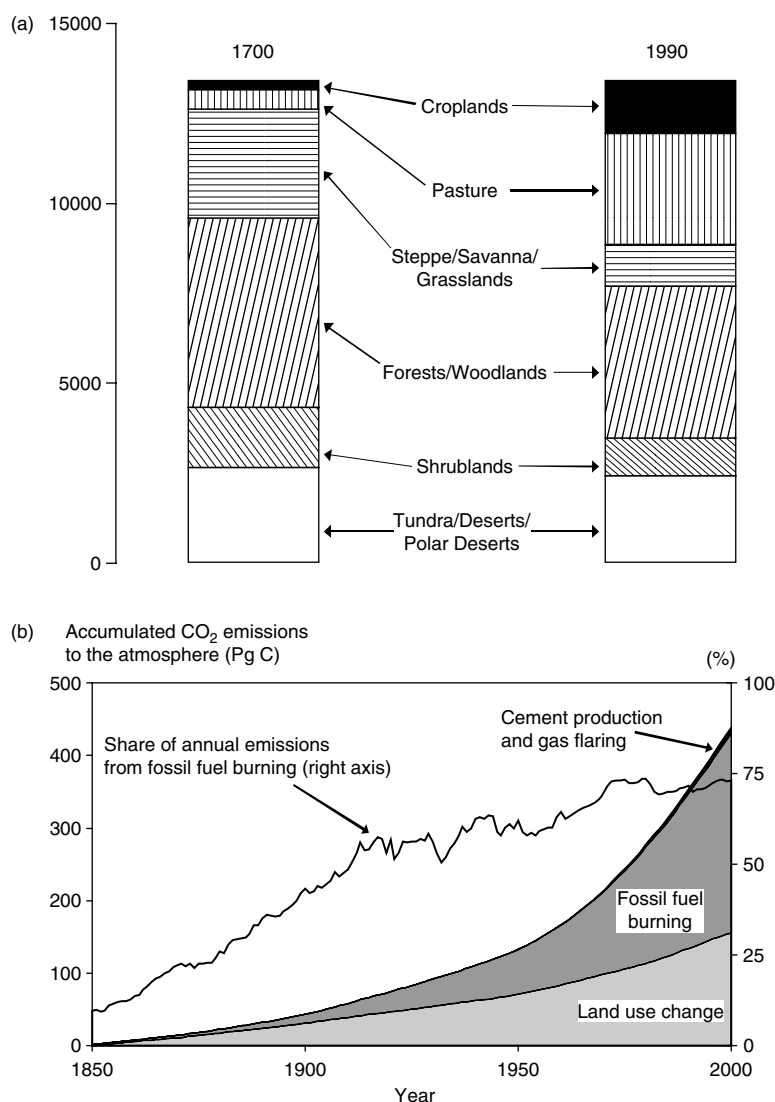 (a)
15000
10000
5000
0
1700
1990
Croplands
Pasture
Steppe/Savanna/
Grasslands
Forests/Woodlands
Shrublands
Tundra/Deserts/
Polar Deserts
(b)
Accumulated CO₂ emissions
to the atmosphere (Pg C)
(%)
500
400
300
200
100
0
100
75
50
25
0
Share of annual emissions
from fossil fuel burning (right axis)
Cement production
and gas flaring
Fossil fuel
burning
Land use change
1850
1900
1950
2000
Year